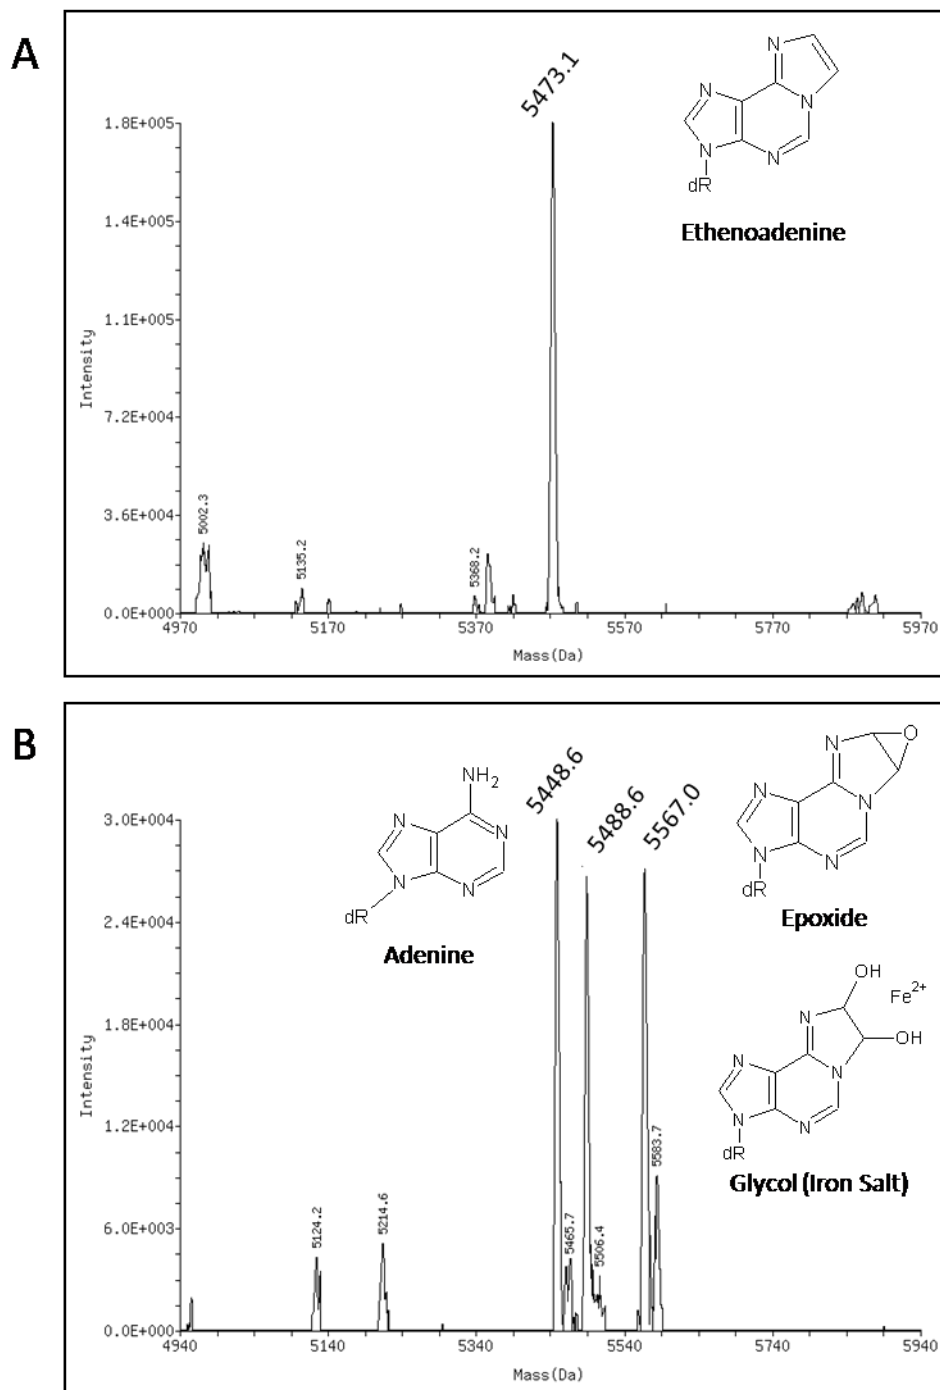 A
5473.1
N
N
N
N
N
dR
Ethenoadenine
1.8E+005
1.4E+005
1.1E+005
7.2E+004
3.6E+004
0.0E+000
Intensity
5002.3
5135.2
5368.2
4970 5170 5370 5570 5770 5970
Mass(Da)
B
5448.6
5488.6
5567.0
NH2
N
N
N
N
dR
Adenine
O
N
N
N
N
N
dR
Epoxide
OH
Fe2+
N
OH
N
N
N
N
dR
Glycol (Iron Salt)
3.0E+004
2.4E+004
1.8E+004
1.2E+004
6.0E+003
0.0E+000
Intensity
5124.2
5214.6
5465.7
5506.4
5583.7
4940 5140 5340 5540 5740 5940
Mass(Da)